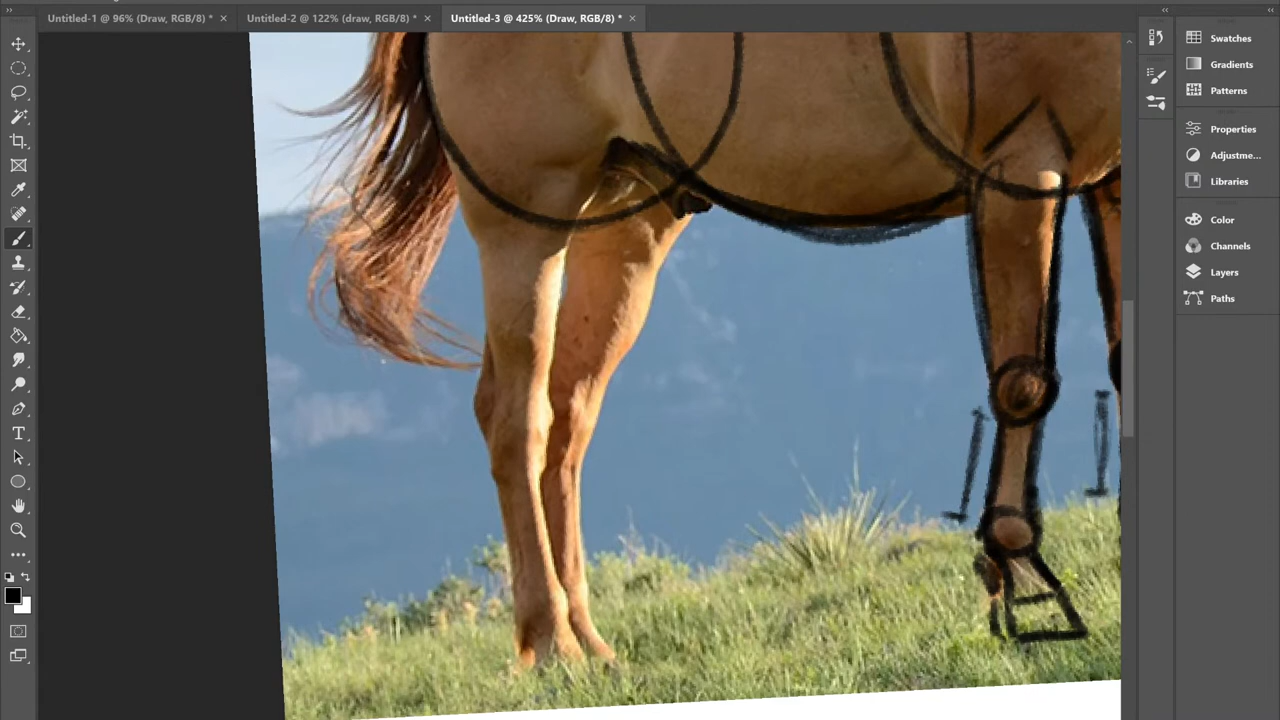 Untitled-1 @ 96% (Draw, RGB/8) * ×
Untitled-2 @ 122% (draw, RGB/8) * ×
Untitled-3 @ 425% (Draw, RGB/8) * ×
Swatches
Gradients
Patterns
Properties
Adjustme...
Libraries
Color
Channels
Layers
Paths